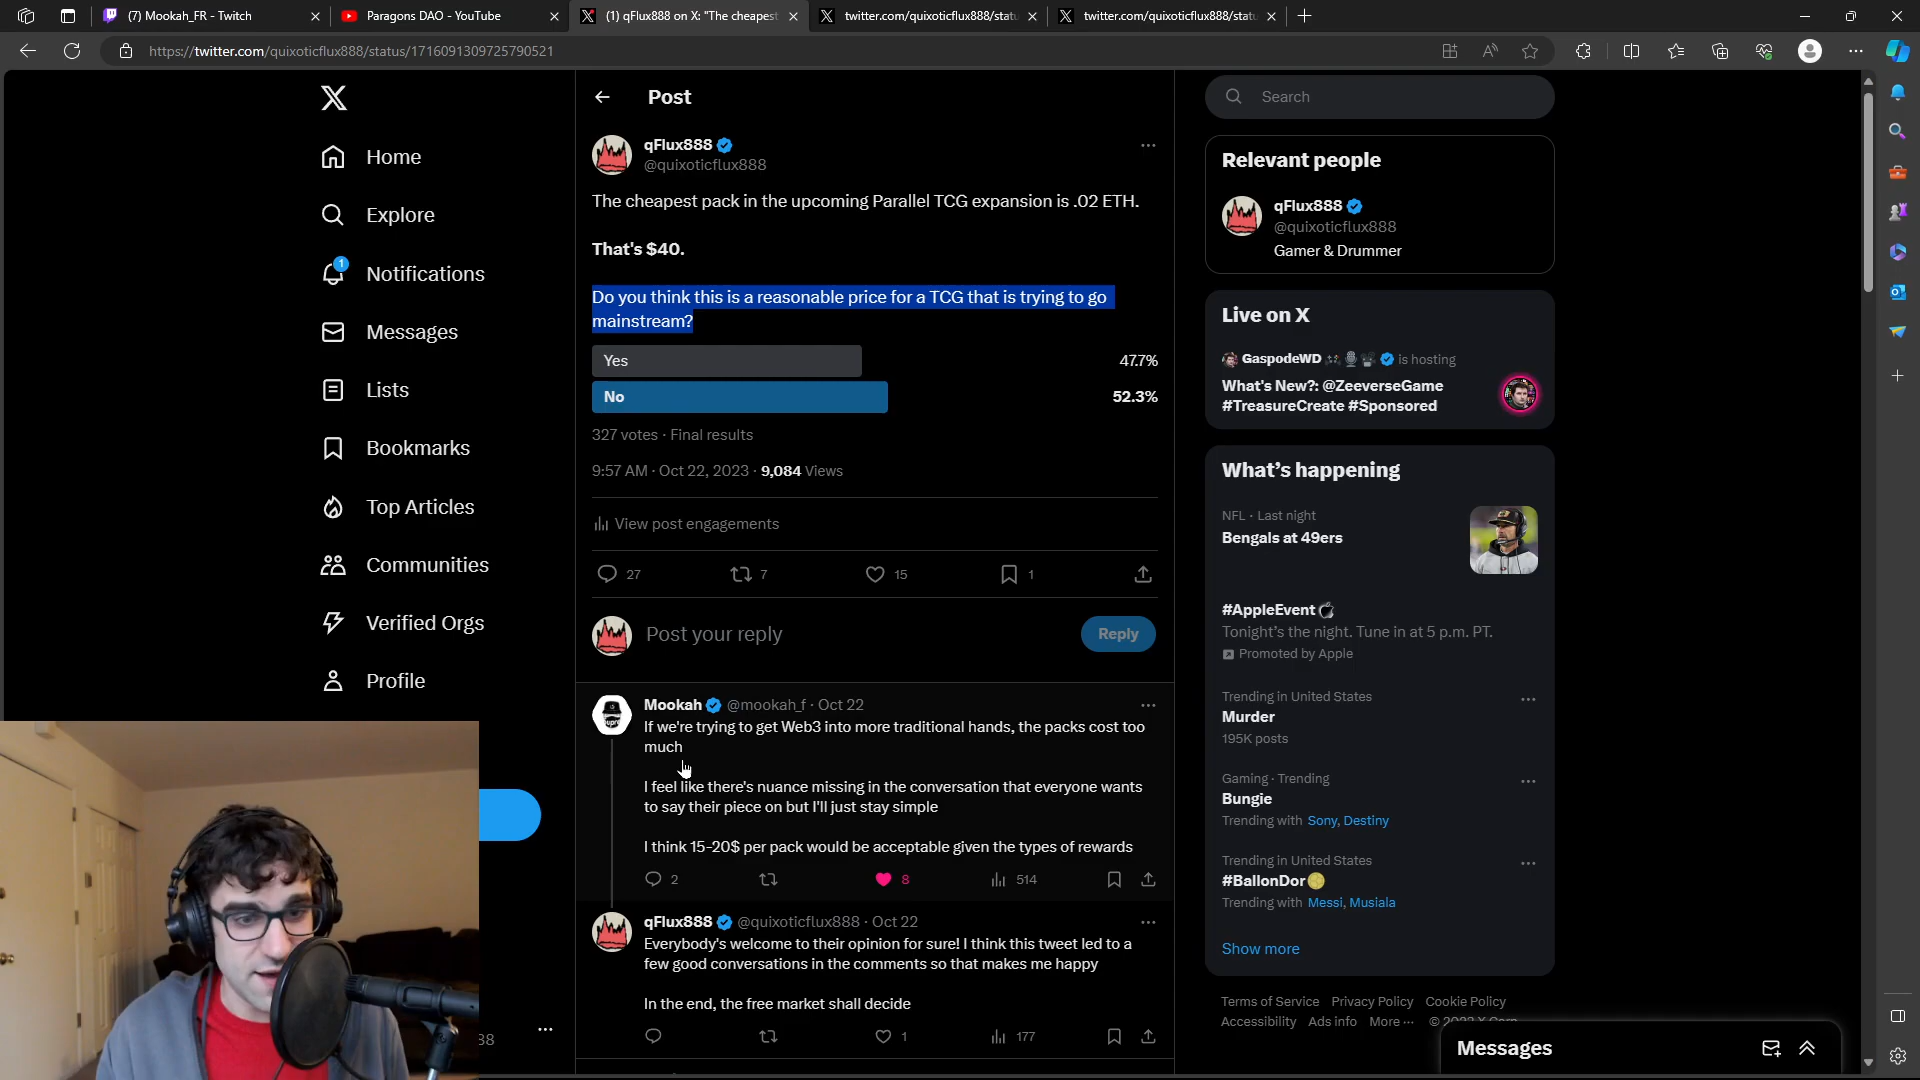 (7) Mookah_FR - Twitch
Paragons DAO - YouTube
(1) qFlux888 on X: "The cheapest
twitter.com/quixoticflux888/statu
twitter.com/quixoticflux888/statu
https://twitter.com/quixoticflux888/status/1716091309725790521
Home
Explore
1
Notifications
Messages
Lists
Bookmarks
Top Articles
Communities
Verified Orgs
Profile
88
Post
qFlux888
@quixoticflux888
The cheapest pack in the upcoming Parallel TCG expansion is .02 ETH.
That's $40.
Do you think this is a reasonable price for a TCG that is trying to go
mainstream?
Yes 47.7%
No 52.3%
327 votes · Final results
9:57 AM · Oct 22, 2023 · 9,084 Views
View post engagements
27 7 15 1
Post your reply
Reply
Mookah @mookah_f · Oct 22
If we're trying to get Web3 into more traditional hands, the packs cost too
much
I feel like there's nuance missing in the conversation that everyone wants
to say their piece on but I'll just stay simple
I think 15-20$ per pack would be acceptable given the types of rewards
2 8 514
qFlux888 @quixoticflux888 · Oct 22
Everybody's welcome to their opinion for sure! I think this tweet led to a
few good conversations in the comments so that makes me happy
In the end, the free market shall decide
1 177
Search
Relevant people
qFlux888
@quixoticflux888
Gamer & Drummer
Live on X
GaspodeWD is hosting
What's New?: @ZeeverseGame
#TreasureCreate #Sponsored
What's happening
NFL · Last night
Bengals at 49ers
#AppleEvent
Tonight's the night. Tune in at 5 p.m. PT.
Promoted by Apple
Trending in United States
Murder
195K posts
Gaming · Trending
Bungie
Trending with Sony, Destiny
Trending in United States
#BallonDor
Trending with Messi, Musiala
Show more
Terms of Service Privacy Policy Cookie Policy
Accessibility Ads info More ··· © 2023 X Corp.
Messages